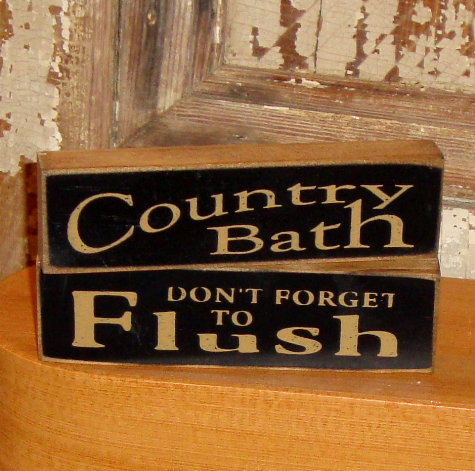 Country
Bath
DON'T FORGET
TO
Flush